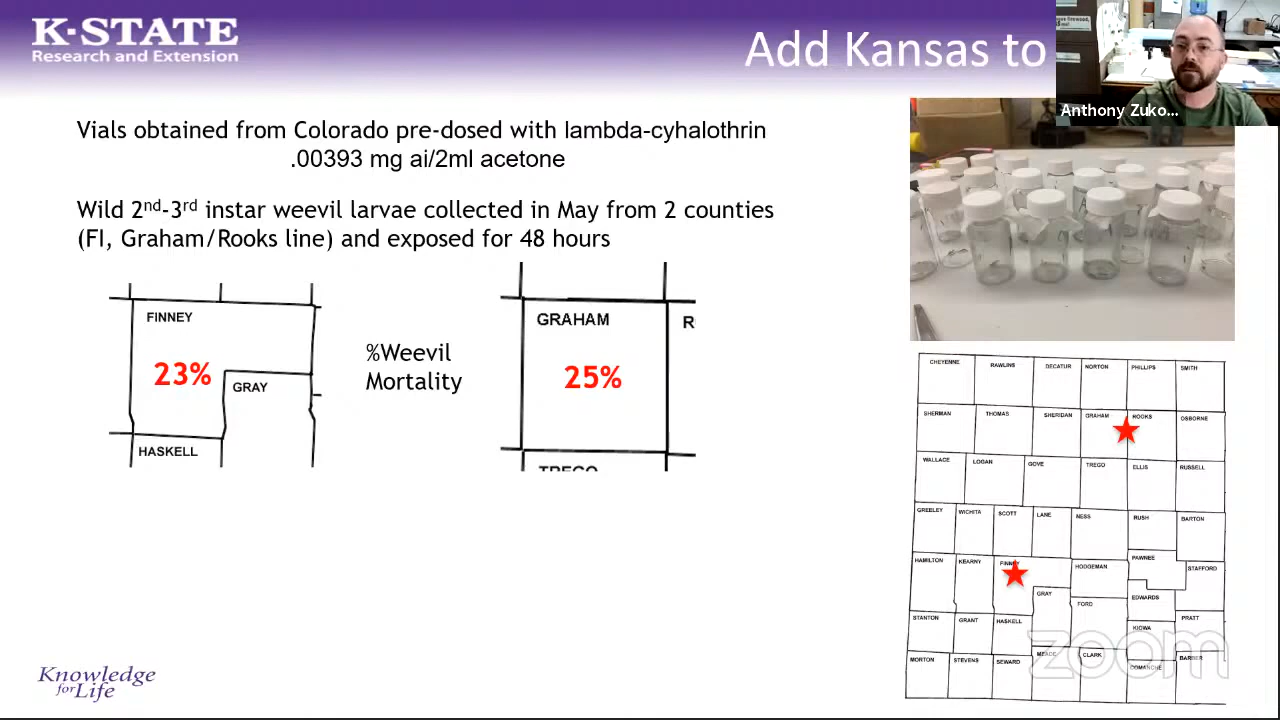 K-STATE
Research and Extension
Add Kansas to
Anthony Zuko...
Vials obtained from Colorado pre-dosed with lambda-cyhalothrin
.00393 mg ai/2ml acetone
Wild 2nd-3rd instar weevil larvae collected in May from 2 counties
(FI, Graham/Rooks line) and exposed for 48 hours
FINNEY
23%
GRAY
HASKELL
%Weevil
Mortality
GRAHAM
R
25%
TREGO
CHEYENNE RAWLINS DECATUR NORTON PHILLIPS SMITH
SHERMAN THOMAS SHERIDAN GRAHAM ROOKS OSBORNE
WALLACE LOGAN GOVE TREGO ELLIS RUSSELL
GREELEY WICHITA SCOTT LANE NESS RUSH BARTON
PAWNEE
HAMILTON KEARNY FINNEY HODGEMAN STAFFORD
GRAY FORD EDWARDS
STANTON GRANT HASKELL KIOWA PRATT
MORTON STEVENS SEWARD MEADE CLARK COMANCHE BARBER
zoom
Knowledge
for Life